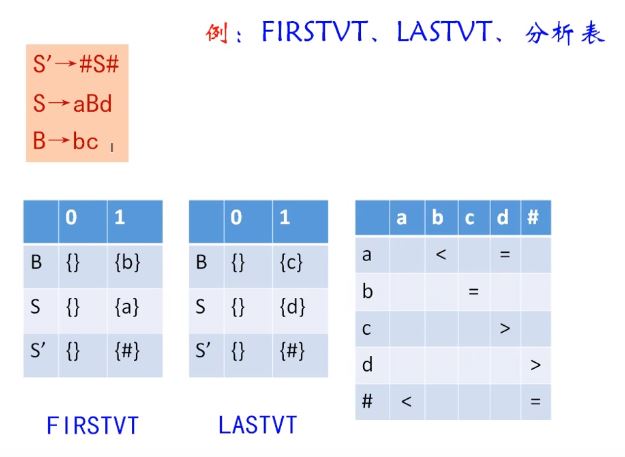 例：FIRSTVT、LASTVT、分析表
S′→#S#
S→aBd
B→bc
0 1
B {} {b}
S {} {a}
S′ {} {#}
FIRSTVT
0 1
B {} {c}
S {} {d}
S′ {} {#}
LASTVT
a b c d #
a < =
b =
c >
d >
# < =